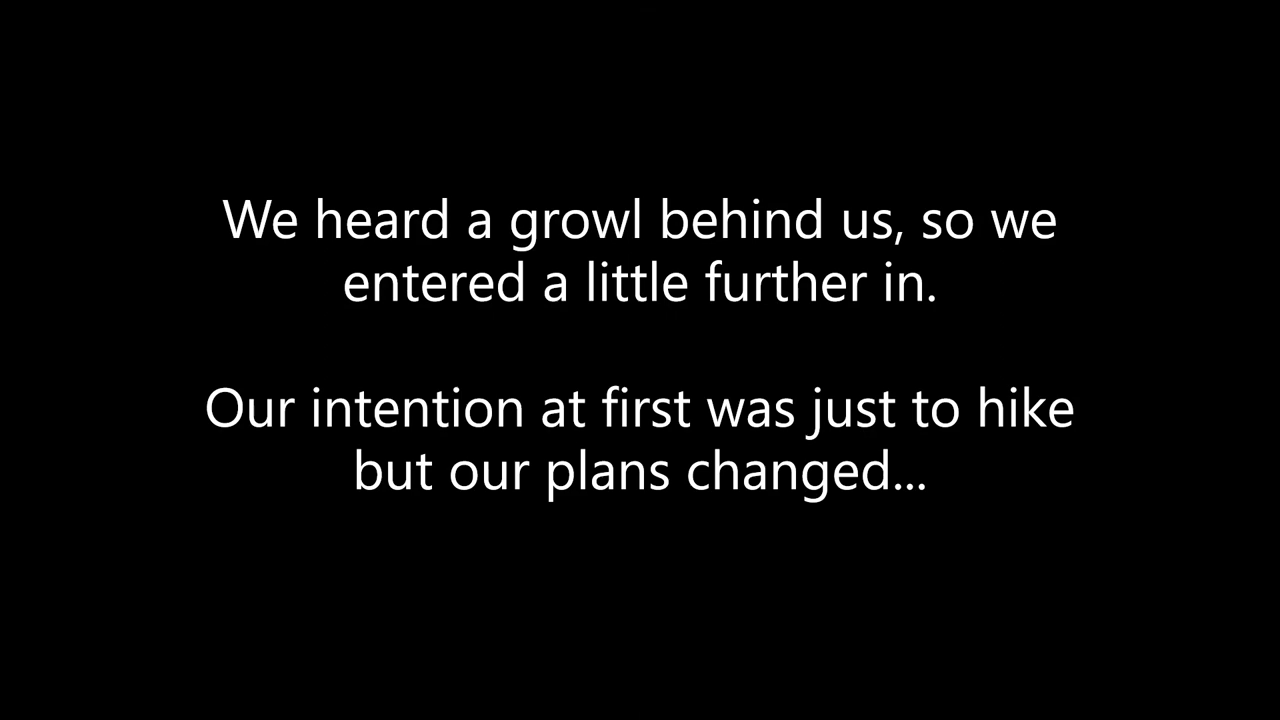 We heard a growl behind us, so we
entered a little further in.
Our intention at first was just to hike
but our plans changed...